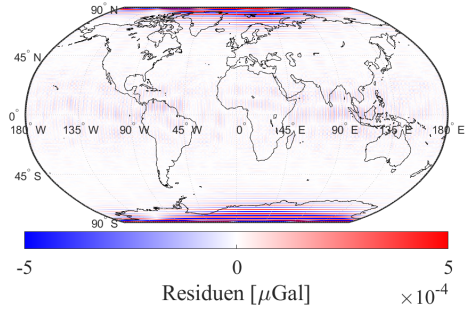 90° N
45° N
0°
180° W 135° W 90° W 45° W 0° 45° E 90° E 135° E 180° E
45° S
90° S
-5 0 5
Residuen [μGal] ×10⁻⁴